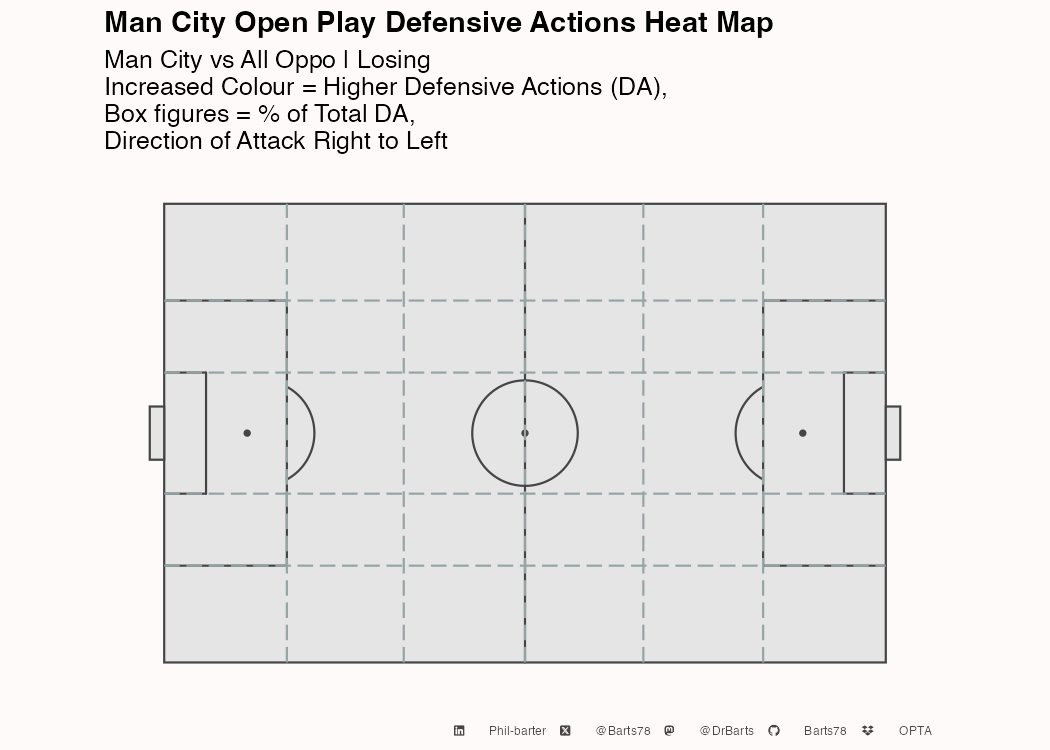 Man City Open Play Defensive Actions Heat Map
Man City vs All Oppo | Losing
Increased Colour = Higher Defensive Actions (DA),
Box figures = % of Total DA,
Direction of Attack Right to Left
Phil-barter @Barts78 @DrBarts Barts78 OPTA